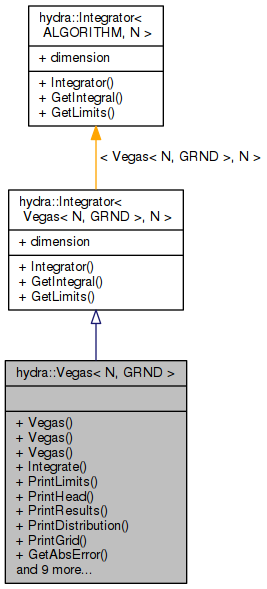 hydra::Integrator<
ALGORITHM, N >
+ dimension
+ Integrator()
+ GetIntegral()
+ GetLimits()
< Vegas< N, GRND >, N >
hydra::Integrator<
Vegas< N, GRND >, N >
+ dimension
+ Integrator()
+ GetIntegral()
+ GetLimits()
hydra::Vegas< N, GRND >
+ Vegas()
+ Vegas()
+ Vegas()
+ Integrate()
+ PrintLimits()
+ PrintHead()
+ PrintResults()
+ PrintDistribution()
+ PrintGrid()
+ GetAbsError()
and 9 more...